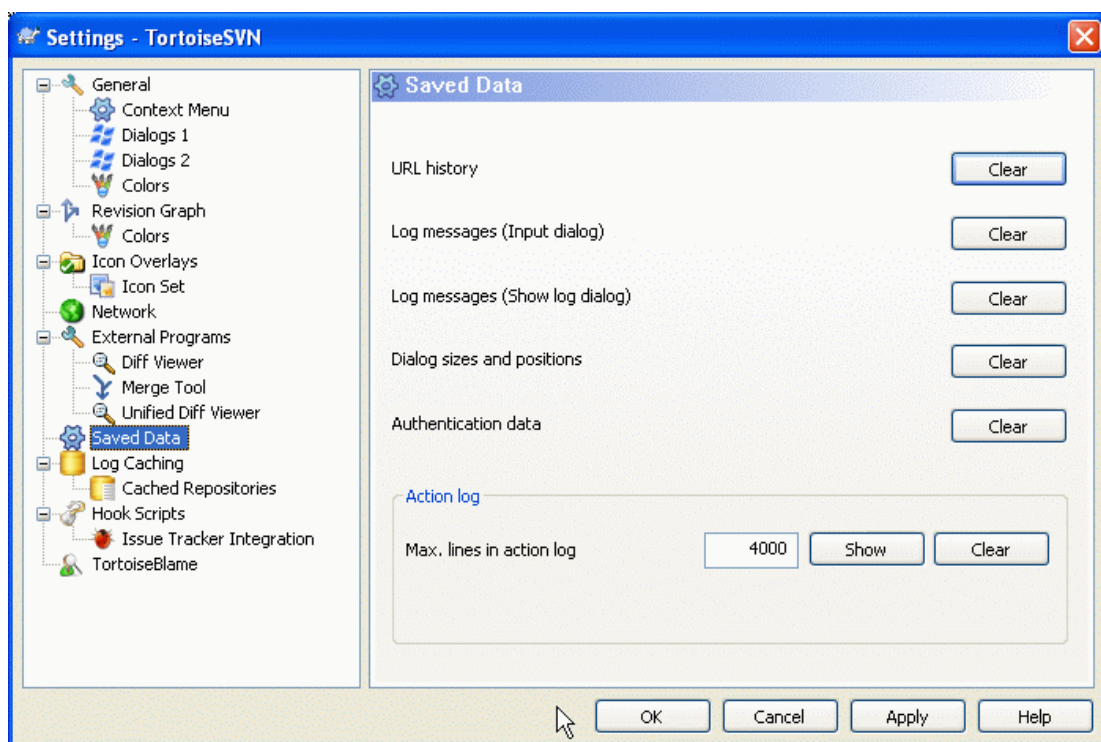 Settings - TortoiseSVN
General
Context Menu
Dialogs 1
Dialogs 2
Colors
Revision Graph
Colors
Icon Overlays
Icon Set
Network
External Programs
Diff Viewer
Merge Tool
Unified Diff Viewer
Saved Data
Log Caching
Cached Repositories
Hook Scripts
Issue Tracker Integration
TortoiseBlame
Saved Data
URL history Clear
Log messages (Input dialog) Clear
Log messages (Show log dialog) Clear
Dialog sizes and positions Clear
Authentication data Clear
Action log
Max. lines in action log 4000 Show Clear
OK Cancel Apply Help